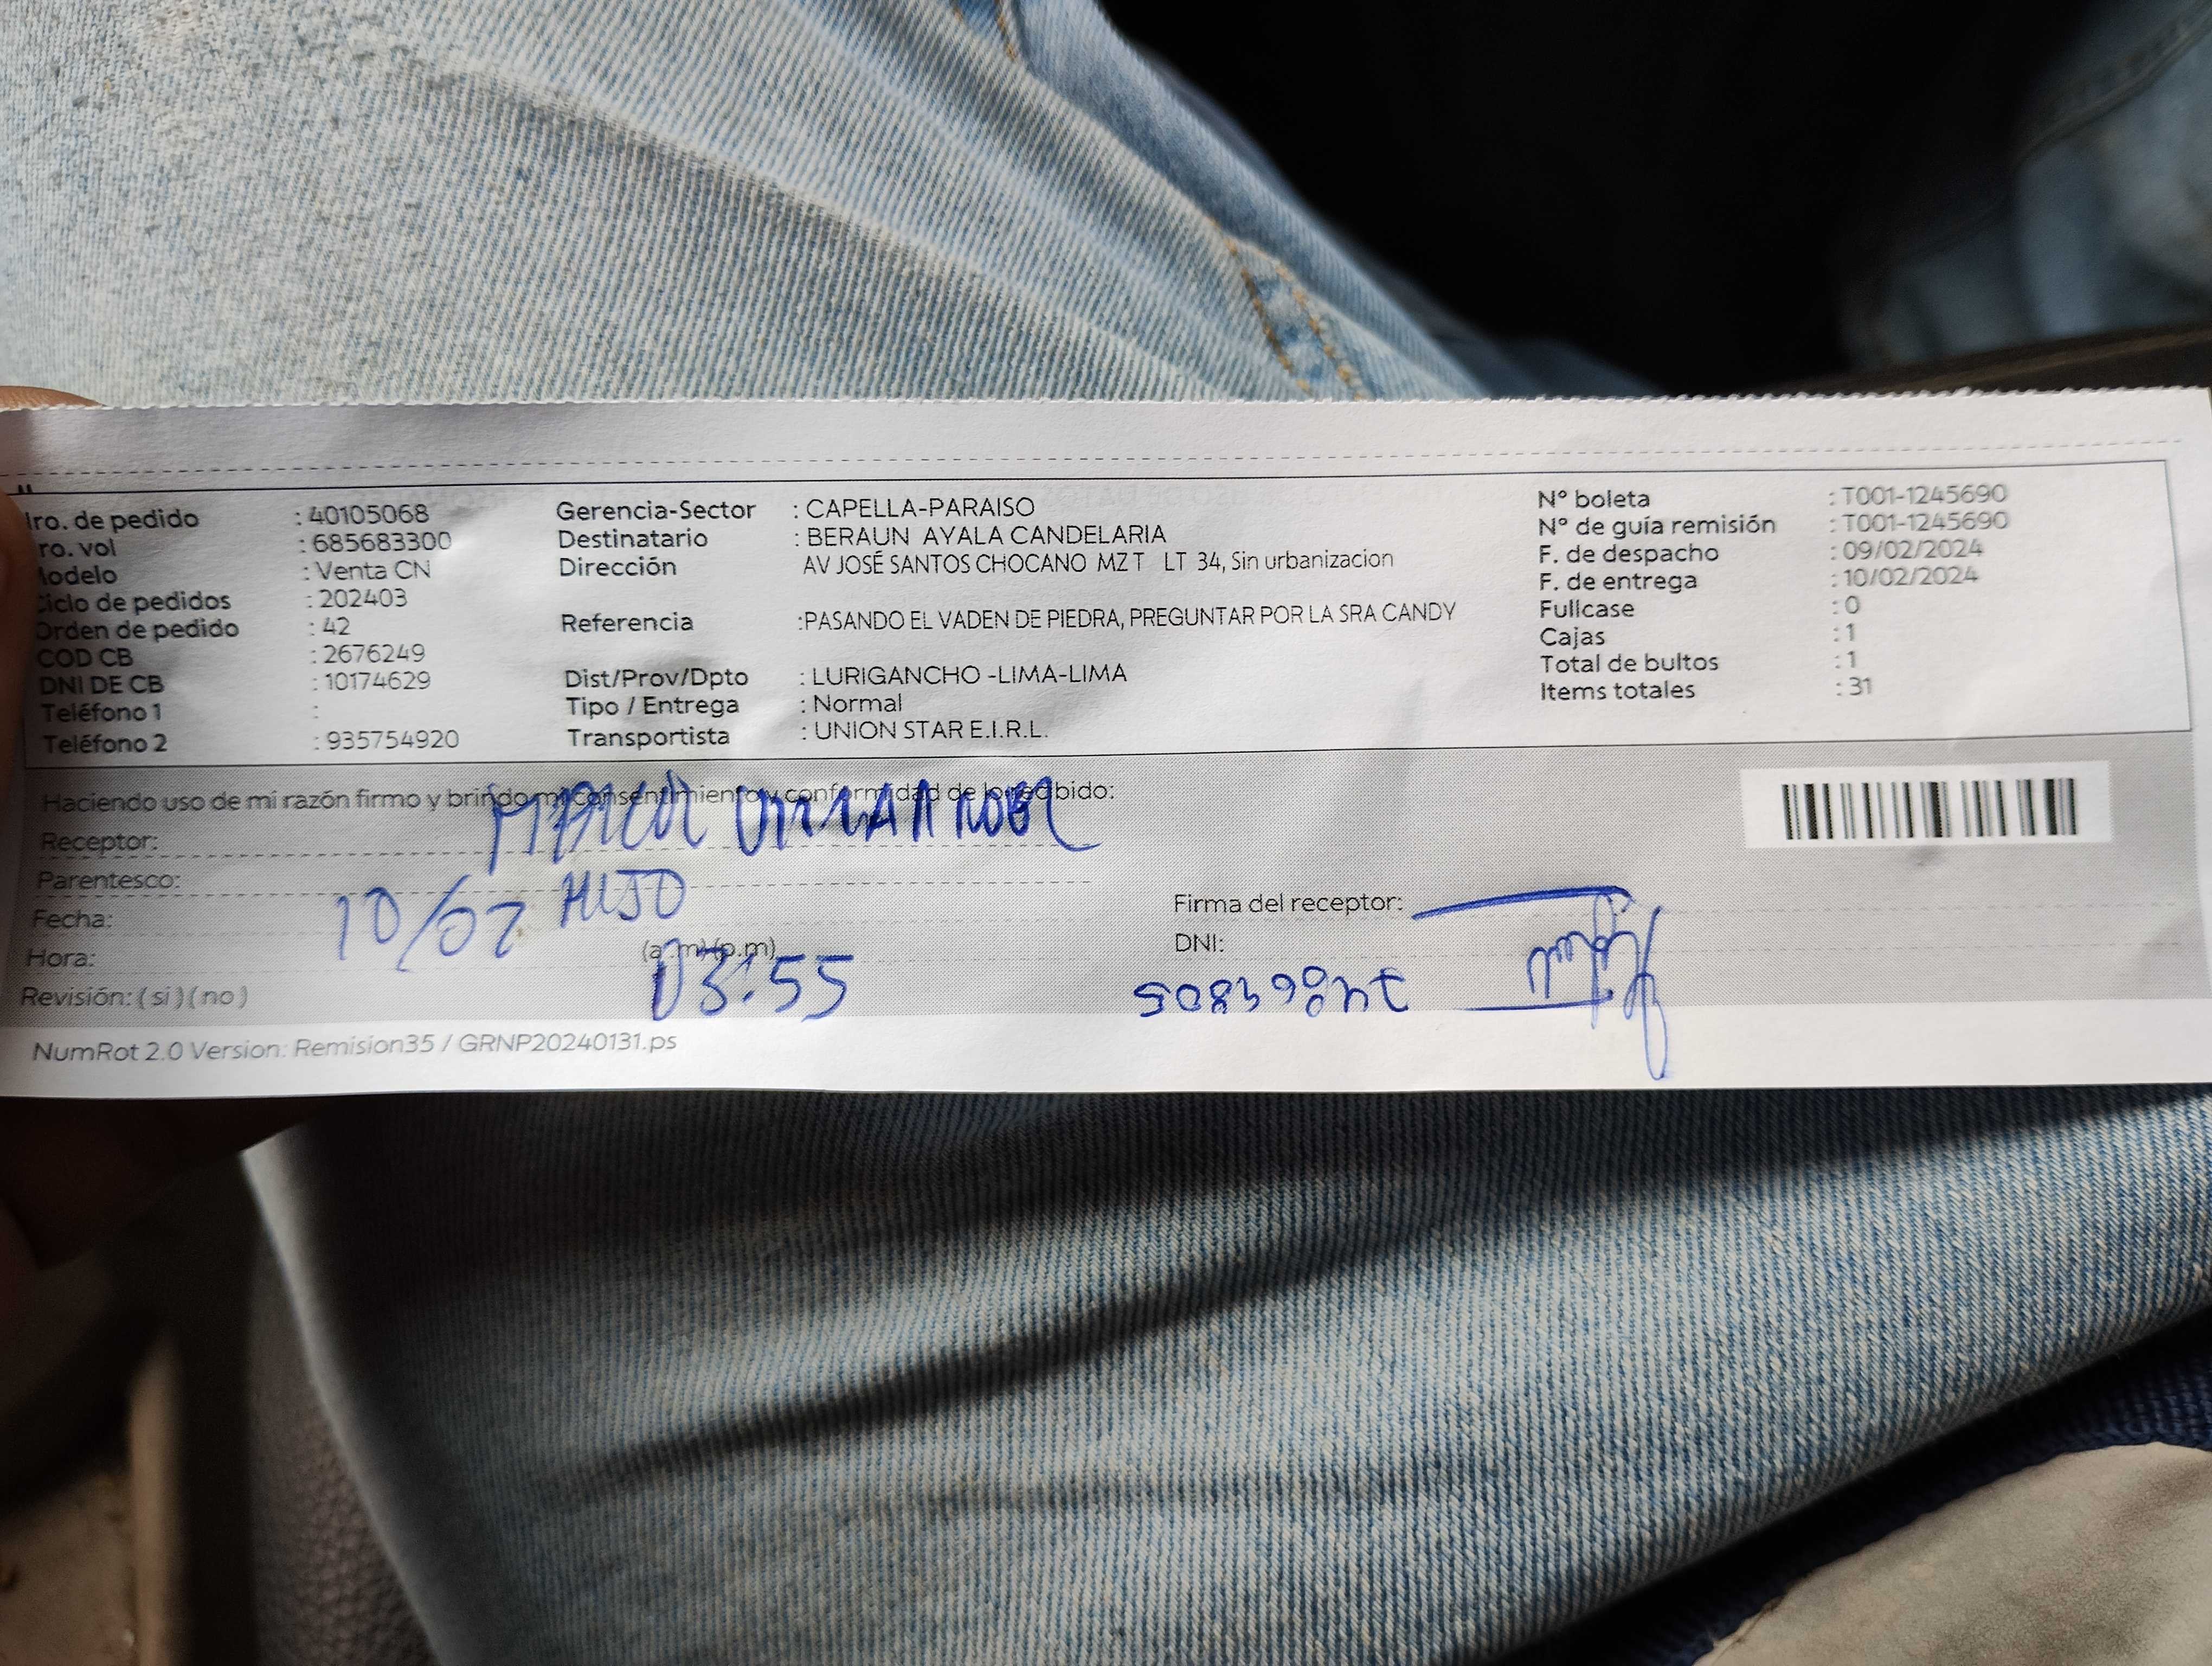 Nro. de pedido : 40105068
Nro. vol : 685683300
Modelo : Venta CN
Ciclo de pedidos : 202403
Orden de pedido : 42
COD CB : 2676249
DNI DE CB : 10174629
Teléfono 1 :
Teléfono 2 : 935754920
Gerencia-Sector : CAPELLA-PARAISO
Destinatario : BERAUN AYALA CANDELARIA
Dirección AV JOSÉ SANTOS CHOCANO MZ T LT 34, Sin urbanizacion
Referencia :PASANDO EL VADEN DE PIEDRA, PREGUNTAR POR LA SRA CANDY
Dist/Prov/Dpto : LURIGANCHO -LIMA-LIMA
Tipo / Entrega : Normal
Transportista : UNION STAR E.I.R.L.
N° boleta : T001-1245690
N° de guía remisión : T001-1245690
F. de despacho : 09/02/2024
F. de entrega : 10/02/2024
Fullcase : 0
Cajas : 1
Total de bultos : 1
Items totales : 31
Haciendo uso de mi razón firmo y brindo mi consentimiento y conformidad de lo recibido:
Receptor:
Parentesco: HIJO
Fecha: 10/02
Hora: (a.m) (p.m) 03:55
Revisión: ( si ) ( no )
Firma del receptor:
DNI:
NumRot 2.0 Version: Remision35 / GRNP20240131.ps